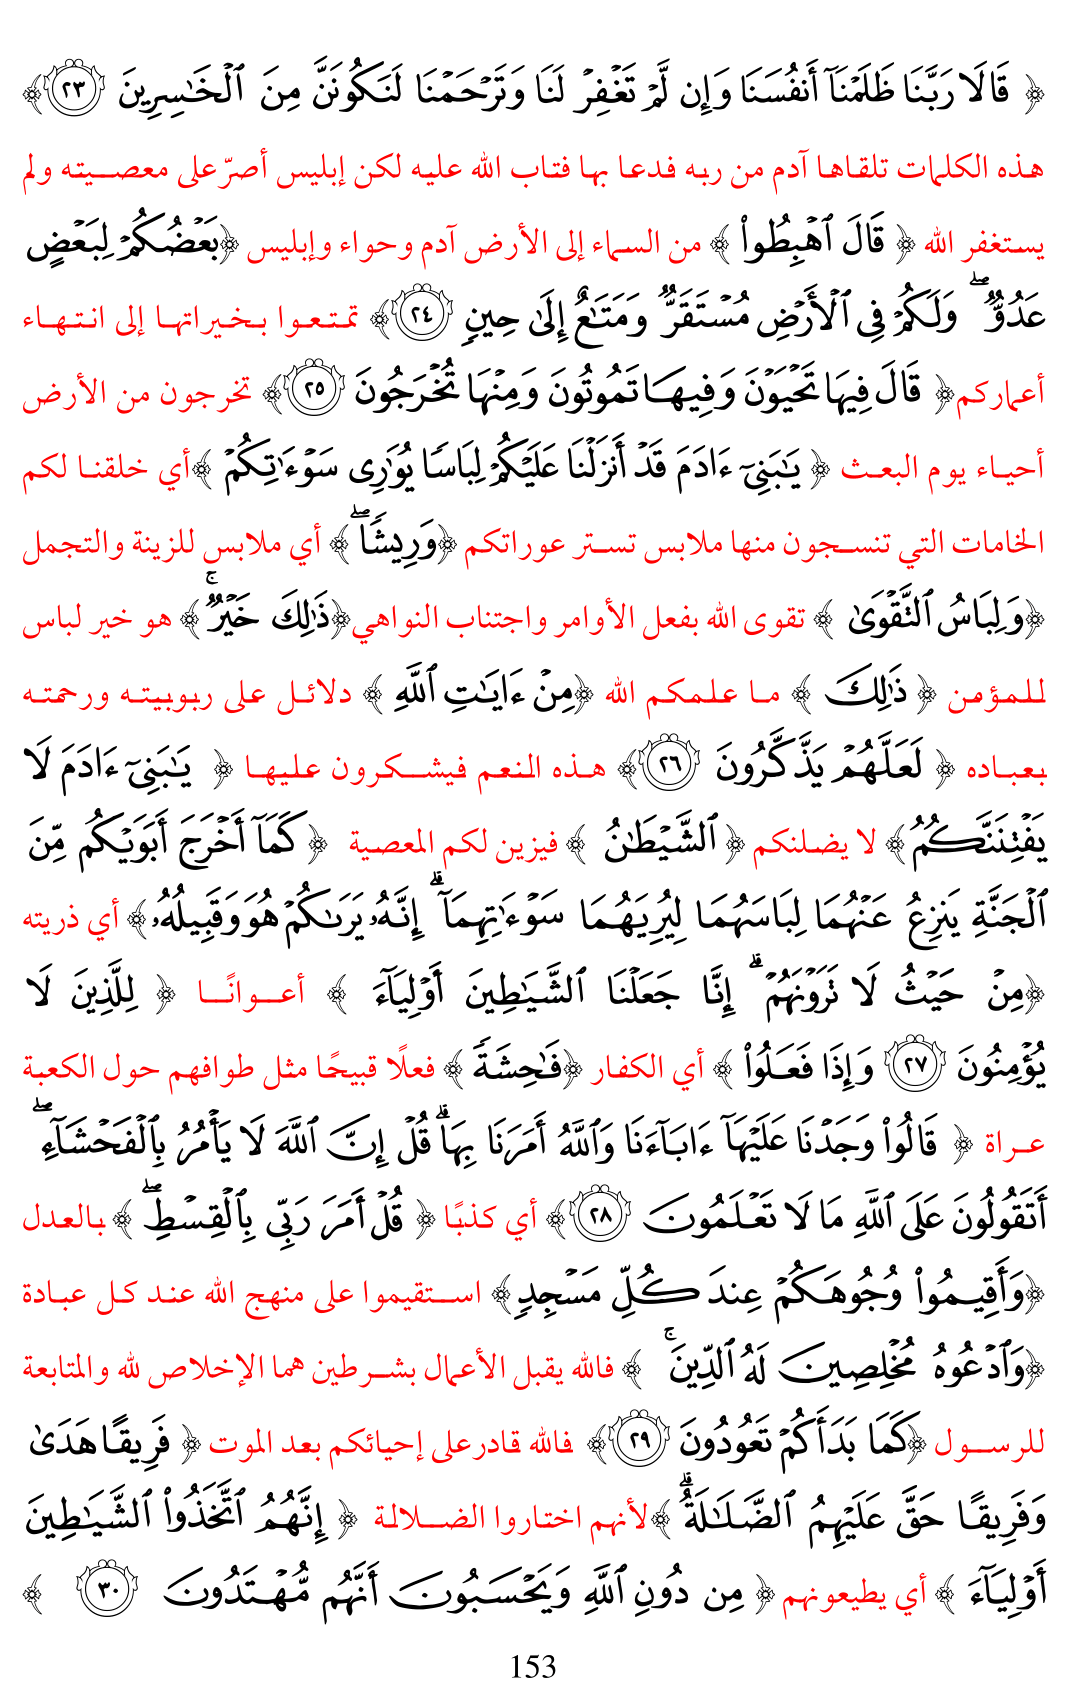 ﴿ قَالَا رَبَّنَا ظَلَمْنَآ أَنفُسَنَا وَإِن لَّمْ تَغْفِرْ لَنَا وَتَرْحَمْنَا لَنَكُونَنَّ مِنَ ٱلْخَـٰسِرِينَ ٢٣ ﴾
هذه الكلمات تلقاها آدم من ربه فدعا بها فتاب الله عليه لكن إبليس أصرّ على معصيته ولم
يستغفر الله ﴿ قَالَ ٱهْبِطُوا۟ ﴾ من السماء إلى الأرض آدم وحواء وإبليس ﴿بَعْضُكُمْ لِبَعْضٍ
عَدُوٌّ ۖ وَلَكُمْ فِى ٱلْأَرْضِ مُسْتَقَرٌّ وَمَتَـٰعٌ إِلَىٰ حِينٍ ٢٤﴾ تمتعوا بخيراتها إلى انتهاء
أعماركم﴿ قَالَ فِيهَا تَحْيَوْنَ وَفِيهَا تَمُوتُونَ وَمِنْهَا تُخْرَجُونَ ٢٥﴾ تخرجون من الأرض
أحياء يوم البعث ﴿ يَـٰبَنِىٓ ءَادَمَ قَدْ أَنزَلْنَا عَلَيْكُمْ لِبَاسًا يُوَٰرِى سَوْءَٰتِكُمْ ﴾أي خلقنا لكم
الخامات التي تنسجون منها ملابس تستر عوراتكم ﴿وَرِيشًا ۖ﴾ أي ملابس للزينة والتجمل
﴿وَلِبَاسُ ٱلتَّقْوَىٰ ﴾ تقوى الله بفعل الأوامر واجتناب النواهي﴿ذَٰلِكَ خَيْرٌ ۚ﴾ هو خير لباس
للمؤمن ﴿ ذَٰلِكَ ﴾ ما علمكم الله ﴿مِنْ ءَايَـٰتِ ٱللَّهِ ﴾ دلائل على ربوبيته ورحمته
بعباده ﴿ لَعَلَّهُمْ يَذَّكَّرُونَ ٢٦﴾ هذه النعم فيشكرون عليها ﴿ يَـٰبَنِىٓ ءَادَمَ لَا
يَفْتِنَنَّكُمُ﴾ لا يضلنكم ﴿ ٱلشَّيْطَـٰنُ ﴾ فيزين لكم المعصية ﴿كَمَآ أَخْرَجَ أَبَوَيْكُم مِّنَ
ٱلْجَنَّةِ يَنزِعُ عَنْهُمَا لِبَاسَهُمَا لِيُرِيَهُمَا سَوْءَٰتِهِمَآ ۗ إِنَّهُۥ يَرَىٰكُمْ هُوَ وَقَبِيلُهُۥ﴾ أي ذريته
﴿مِنْ حَيْثُ لَا تَرَوْنَهُمْ ۗ إِنَّا جَعَلْنَا ٱلشَّيَـٰطِينَ أَوْلِيَآءَ ﴾ أعوانًا ﴿ لِلَّذِينَ لَا
يُؤْمِنُونَ ٢٧ وَإِذَا فَعَلُوا۟ ﴾ أي الكفار ﴿فَـٰحِشَةً ﴾ فعلًا قبيحًا مثل طوافهم حول الكعبة
عراة ﴿ قَالُوا۟ وَجَدْنَا عَلَيْهَآ ءَابَآءَنَا وَٱللَّهُ أَمَرَنَا بِهَا ۗ قُلْ إِنَّ ٱللَّهَ لَا يَأْمُرُ بِٱلْفَحْشَآءِ ۖ
أَتَقُولُونَ عَلَى ٱللَّهِ مَا لَا تَعْلَمُونَ ٢٨﴾ أي كذبًا ﴿ قُلْ أَمَرَ رَبِّى بِٱلْقِسْطِ ۖ﴾ بالعدل
﴿وَأَقِيمُوا۟ وُجُوهَكُمْ عِندَ كُلِّ مَسْجِدٍ﴾ استقيموا على منهج الله عند كل عبادة
﴿وَٱدْعُوهُ مُخْلِصِينَ لَهُ ٱلدِّينَ ۚ ﴾ فالله يقبل الأعمال بشرطين هما الإخلاص لله والمتابعة
للرسول ﴿كَمَا بَدَأَكُمْ تَعُودُونَ ٢٩﴾ فالله قادر على إحيائكم بعد الموت ﴿ فَرِيقًا هَدَىٰ
وَفَرِيقًا حَقَّ عَلَيْهِمُ ٱلضَّلَـٰلَةُ ۗ﴾لأنهم اختاروا الضلالة ﴿ إِنَّهُمُ ٱتَّخَذُوا۟ ٱلشَّيَـٰطِينَ
أَوْلِيَآءَ ﴾ أي يطيعونهم ﴿ مِن دُونِ ٱللَّهِ وَيَحْسَبُونَ أَنَّهُم مُّهْتَدُونَ ٣٠ ﴾
153